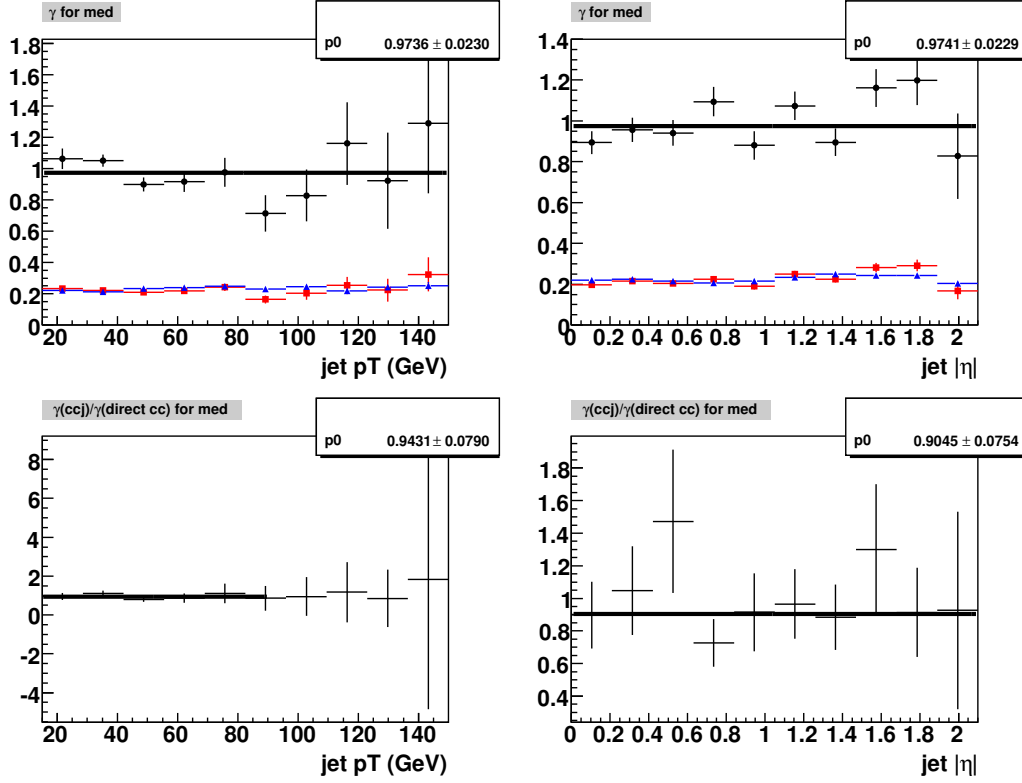 γ for med
p0 0.9736 ± 0.0230
1.8
1.6
1.4
1.2
1
0.8
0.6
0.4
0.2
0
20 40 60 80 100 120 140
jet pT (GeV)
γ for med
p0 0.9741 ± 0.0229
1.4
1.2
1
0.8
0.6
0.4
0.2
0
0 0.2 0.4 0.6 0.8 1 1.2 1.4 1.6 1.8 2
jet |η|
γ(ccj)/γ(direct cc) for med
p0 0.9431 ± 0.0790
8
6
4
2
0
-2
-4
20 40 60 80 100 120 140
jet pT (GeV)
γ(ccj)/γ(direct cc) for med
p0 0.9045 ± 0.0754
1.8
1.6
1.4
1.2
1
0.8
0.6
0.4
0 0.2 0.4 0.6 0.8 1 1.2 1.4 1.6 1.8 2
jet |η|